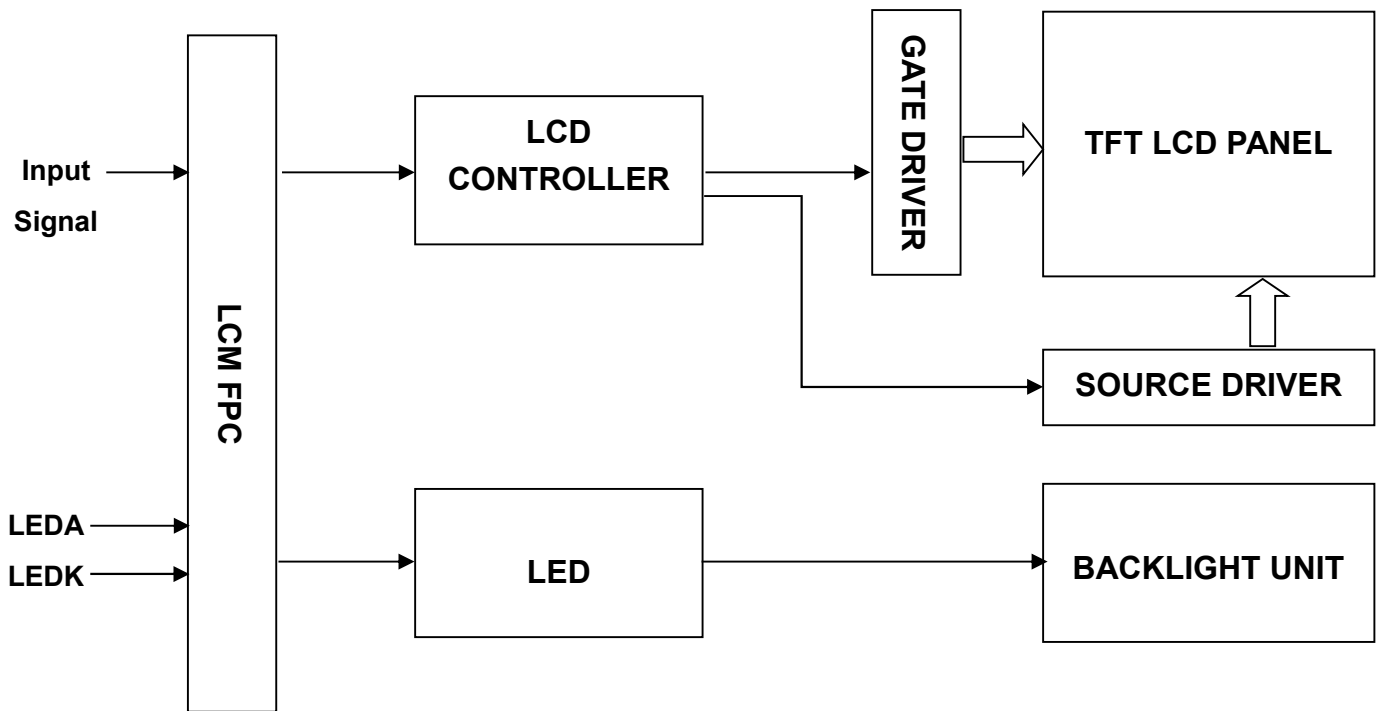 Input
Signal
LEDA
LEDK
LCM FPC
LCD
CONTROLLER
LED
GATE DRIVER
TFT LCD PANEL
SOURCE DRIVER
BACKLIGHT UNIT